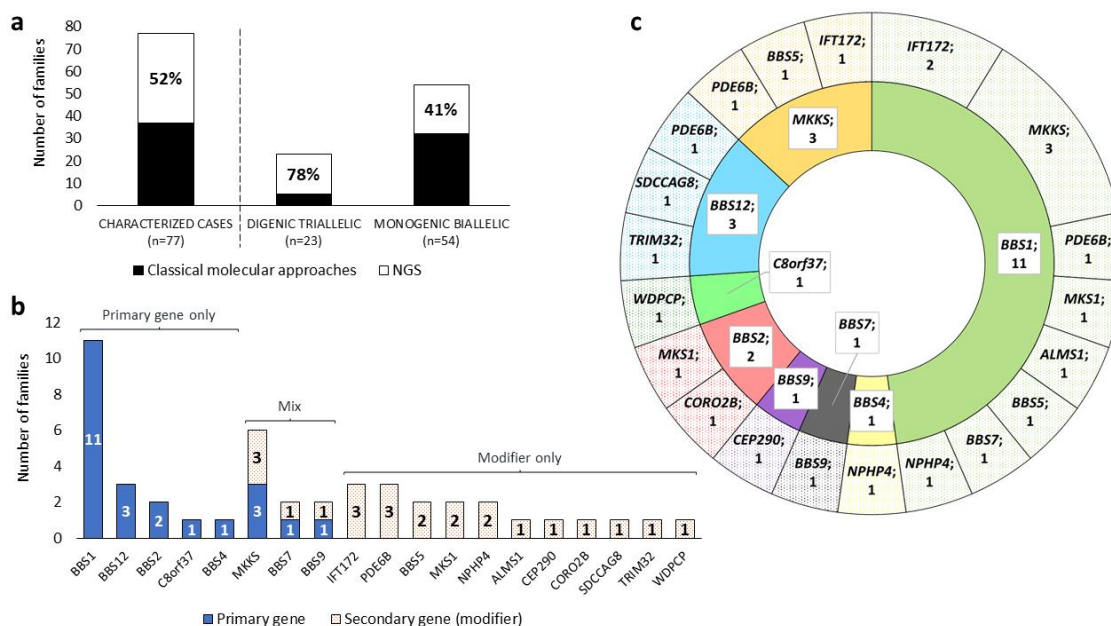 a
Number of families
80
70
60
50
40
30
20
10
0
52%
78%
41%
CHARACTERIZED CASES
(n=77)
DIGENIC TRIALLELIC
(n=23)
MONOGENIC BIALLELIC
(n=54)
Classical molecular approaches
NGS
b
Number of families
12
10
8
6
4
2
0
Primary gene only
Mix
Modifier only
11
3
2
1
1
3
3
1
1
1
1
3
3
2
2
2
1
1
1
1
1
1
BBS1
BBS12
BBS2
C8orf37
BBS4
MKKS
BBS7
BBS9
IFT172
PDE6B
BBS5
MKS1
NPHP4
ALMS1
CEP290
CORO2B
SDCCAG8
TRIM32
WDPCP
Primary gene
Secondary gene (modifier)
c
IFT172;
2
MKKS;
3
PDE6B;
1
MKS1;
1
ALMS1;
1
BBS5;
1
BBS7;
1
NPHP4;
1
NPHP4;
1
BBS9;
1
CEP290;
1
CORO2B;
1
MKS1;
1
WDPCP;
1
TRIM32;
1
SDCCAG8;
1
PDE6B;
1
PDE6B;
1
BBS5;
1
IFT172;
1
BBS1;
11
BBS4;
1
BBS7;
1
BBS9;
1
BBS2;
2
C8orf37;
1
BBS12;
3
MKKS;
3